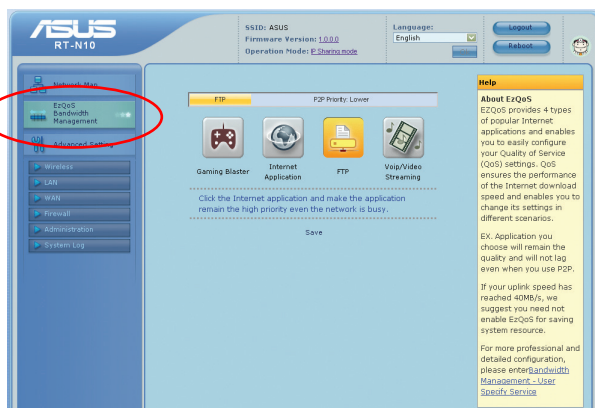 ASUS
RT-N10
SSID: ASUS
Firmware Version: 1.0.0.0
Operation Mode: IP Sharing mode
Language:
English
Logout
Reboot
Network Map
EzQoS
Bandwidth
Management
Advanced Setting
Wireless
LAN
WAN
Firewall
Administration
System Log
FTP
P2P Priority: Lower
Gaming Blaster
Internet
Application
FTP
Voip/Video
Streaming
Click the Internet application and make the application
remain the high priority even the network is busy.
Save
Help
About EzQoS
EZQoS provides 4 types
of popular Internet
applications and enables
you to easily configure
your Quality of Service
(QoS) settings. QoS
ensures the performance
of the Internet download
speed and enables you to
change its settings in
different scenarios.
EX. Application you
choose will remain the
quality and will not lag
even when you use P2P.
If your uplink speed has
reached 40MB/s, we
suggest you need not
enable EzQoS for saving
system resource.
For more professional and
detailed configuration,
please enterBandwidth
Management - User
Specify Service